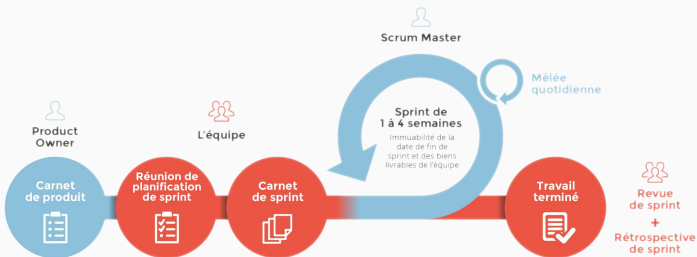 Scrum Master
Mêlée
quotidienne
Product
Owner
L'équipe
Sprint de
1 à 4 semaines
Immuabilité de la
date de fin de
sprint et des biens
livrables de l'équipe
Carnet
de produit
Réunion de
planification
de sprint
Carnet
de sprint
Travail
terminé
Revue
de sprint
+
Rétrospective
de sprint